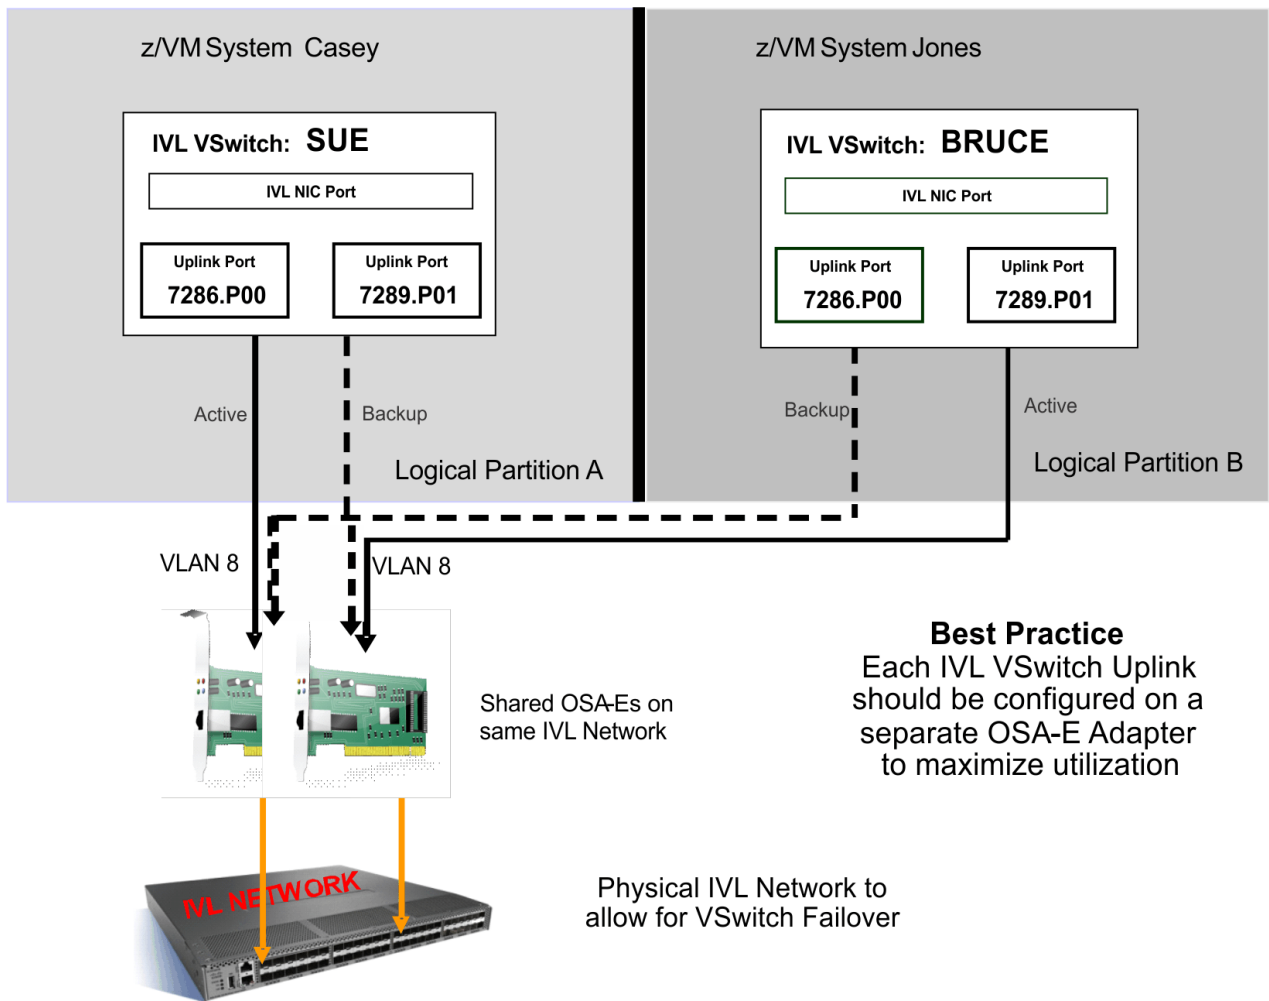 z/VM System Casey
z/VM System Jones
IVL VSwitch: SUE
IVL NIC Port
Uplink Port
7286.P00
Uplink Port
7289.P01
IVL VSwitch: BRUCE
IVL NIC Port
Uplink Port
7286.P00
Uplink Port
7289.P01
Active
Backup
Backup
Active
Logical Partition A
Logical Partition B
VLAN 8
VLAN 8
Shared OSA-Es on
same IVL Network
Best Practice
Each IVL VSwitch Uplink
should be configured on a
separate OSA-E Adapter
to maximize utilization
IVL NETWORK
Physical IVL Network to
allow for VSwitch Failover